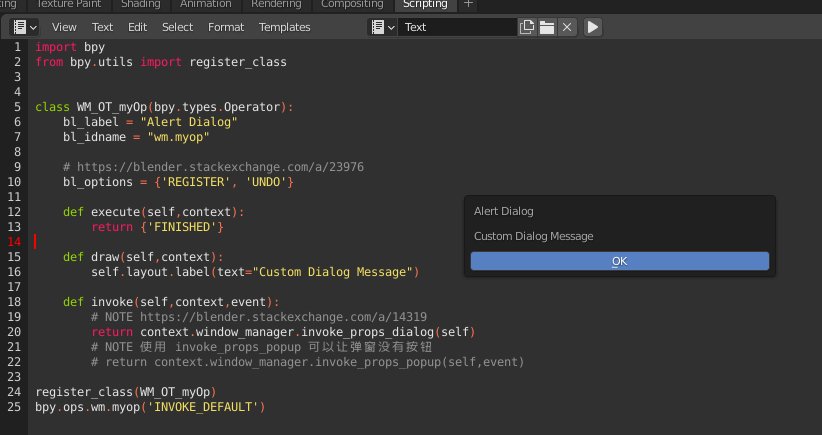 ing Texture Paint Shading Animation Rendering Compositing Scripting +
View Text Edit Select Format Templates Text
1 import bpy
2 from bpy.utils import register_class
3
4
5 class WM_OT_myOp(bpy.types.Operator):
6     bl_label = "Alert Dialog"
7     bl_idname = "wm.myop"
8
9     # https://blender.stackexchange.com/a/23976
10     bl_options = {'REGISTER', 'UNDO'}
11
12     def execute(self,context):
13         return {'FINISHED'}
14
15     def draw(self,context):
16         self.layout.label(text="Custom Dialog Message")
17
18     def invoke(self,context,event):
19         # NOTE https://blender.stackexchange.com/a/14319
20         return context.window_manager.invoke_props_dialog(self)
21         # NOTE 使用 invoke_props_popup 可以让弹窗没有按钮
22         # return context.window_manager.invoke_props_popup(self,event)
23
24 register_class(WM_OT_myOp)
25 bpy.ops.wm.myop('INVOKE_DEFAULT')
Alert Dialog
Custom Dialog Message
OK